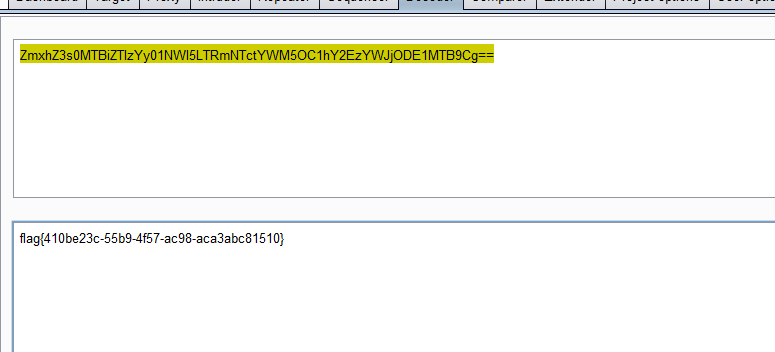 Dashboard Target Proxy Intruder Repeater Sequencer Decoder Comparer Extender Project options User optio
ZmxhZ3s0MTBiZTIzYy01NWI5LTRmNTctYWM5OC1hY2EzYWJjODE1MTB9Cg==
flag{410be23c-55b9-4f57-ac98-aca3abc81510}